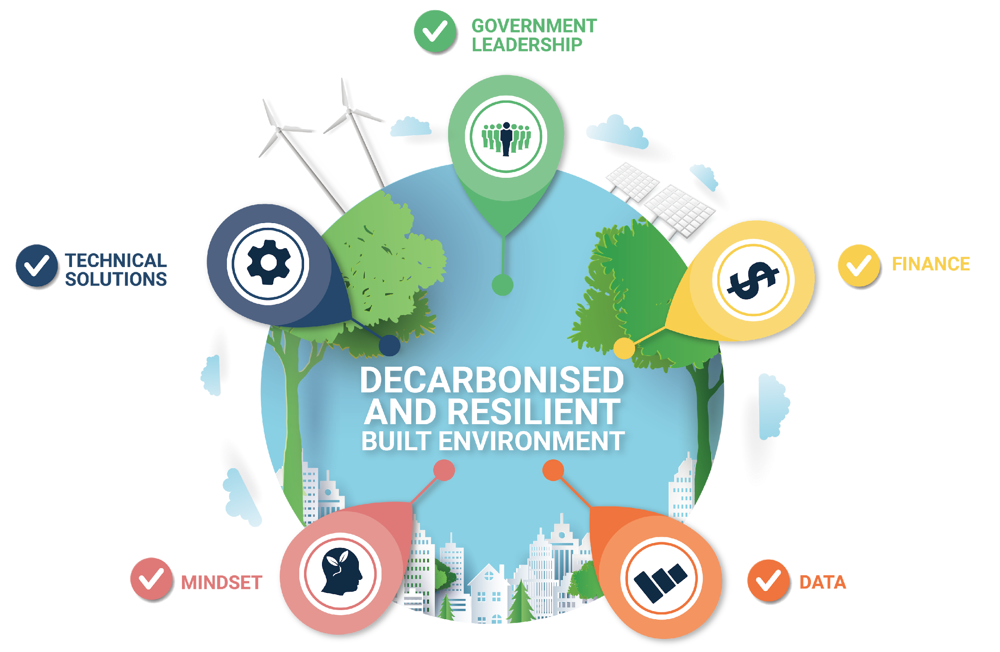 GOVERNMENT
LEADERSHIP
TECHNICAL
SOLUTIONS
FINANCE
DECARBONISED
AND RESILIENT
BUILT ENVIRONMENT
MINDSET
DATA